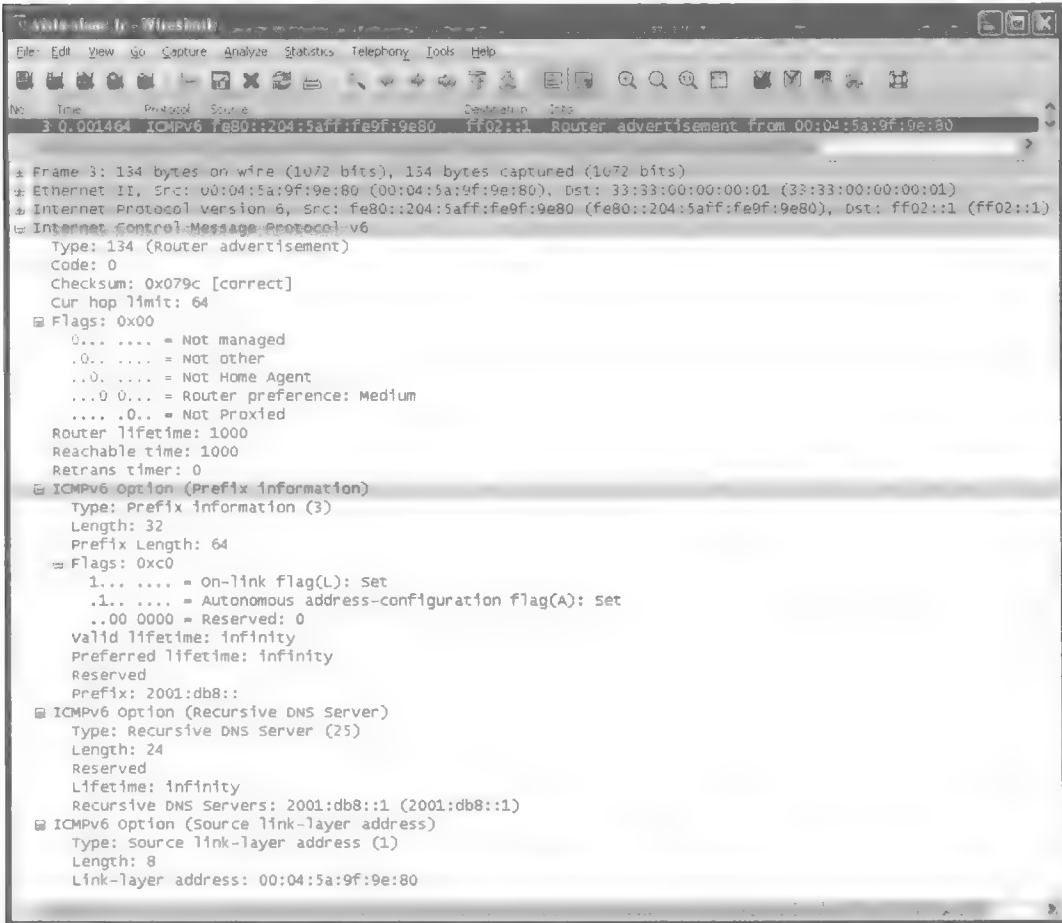 File Edit View Go Capture Analyze Statistics Telephony Tools Help
No. Time Protocol Source Destination Info
3 0.001464 ICMPv6 fe80::204:5aff:fe9f:9e80 ff02::1 Router advertisement from 00:04:5a:9f:9e:80
Frame 3: 134 bytes on wire (1072 bits), 134 bytes captured (1072 bits)
Ethernet II, Src: 00:04:5a:9f:9e:80 (00:04:5a:9f:9e:80), Dst: 33:33:00:00:00:01 (33:33:00:00:00:01)
Internet Protocol Version 6, Src: fe80::204:5aff:fe9f:9e80 (fe80::204:5aff:fe9f:9e80), Dst: ff02::1 (ff02::1)
Internet Control Message Protocol v6
Type: 134 (Router advertisement)
Code: 0
Checksum: 0x079c [correct]
Cur hop limit: 64
Flags: 0x00
0... .... = Not managed
.0.. .... = Not other
..0. .... = Not Home Agent
...0 0... = Router preference: Medium
.... .0.. = Not Proxied
Router lifetime: 1000
Reachable time: 1000
Retrans timer: 0
ICMPv6 Option (Prefix information)
Type: Prefix information (3)
Length: 32
Prefix Length: 64
Flags: 0xc0
1... .... = On-link flag(L): Set
.1.. .... = Autonomous address-configuration flag(A): Set
..00 0000 = Reserved: 0
Valid lifetime: infinity
Preferred lifetime: infinity
Reserved
Prefix: 2001:db8::
ICMPv6 Option (Recursive DNS Server)
Type: Recursive DNS Server (25)
Length: 24
Reserved
Lifetime: infinity
Recursive DNS Servers: 2001:db8::1 (2001:db8::1)
ICMPv6 Option (Source link-layer address)
Type: Source link-layer address (1)
Length: 8
Link-layer address: 00:04:5a:9f:9e:80